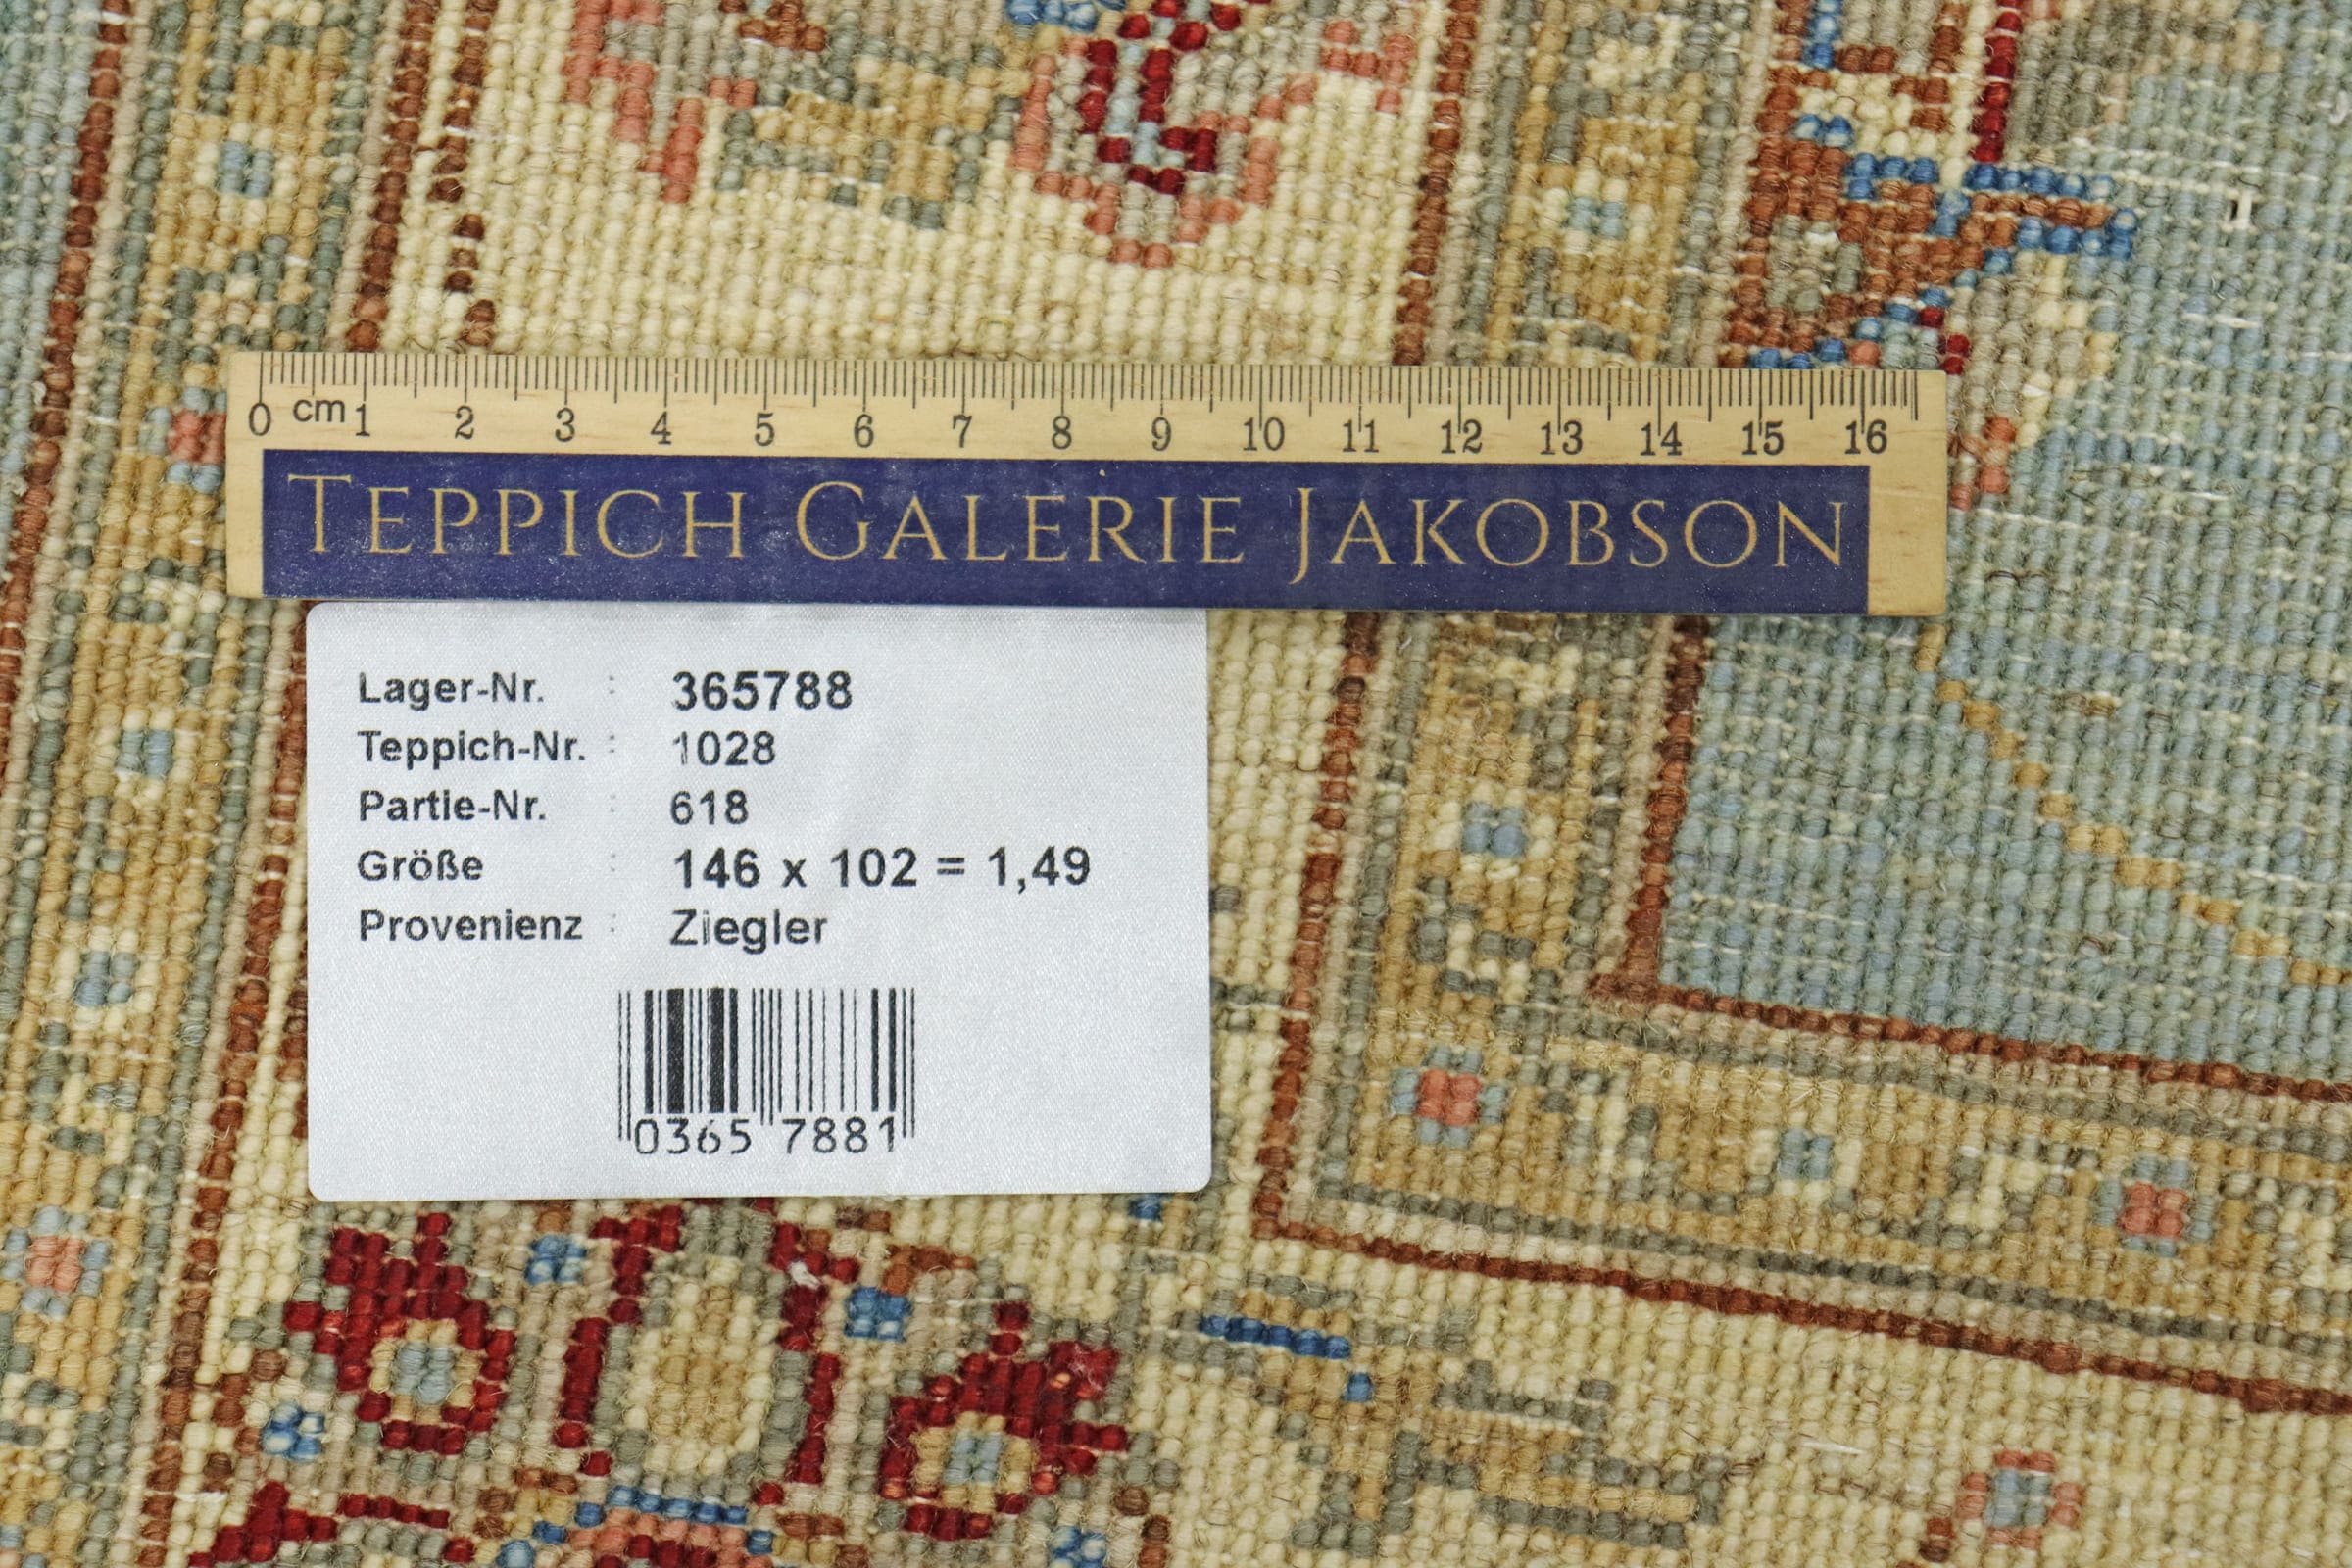 0 cm 1 2 3 4 5 6 7 8 9 10 11 12 13 14 15 16
TEPPICH GALERIE JAKOBSON
Lager-Nr. : 365788
Teppich-Nr. : 1028
Partie-Nr. : 618
Größe : 146 x 102 = 1,49
Provenienz : Ziegler
0365 7881